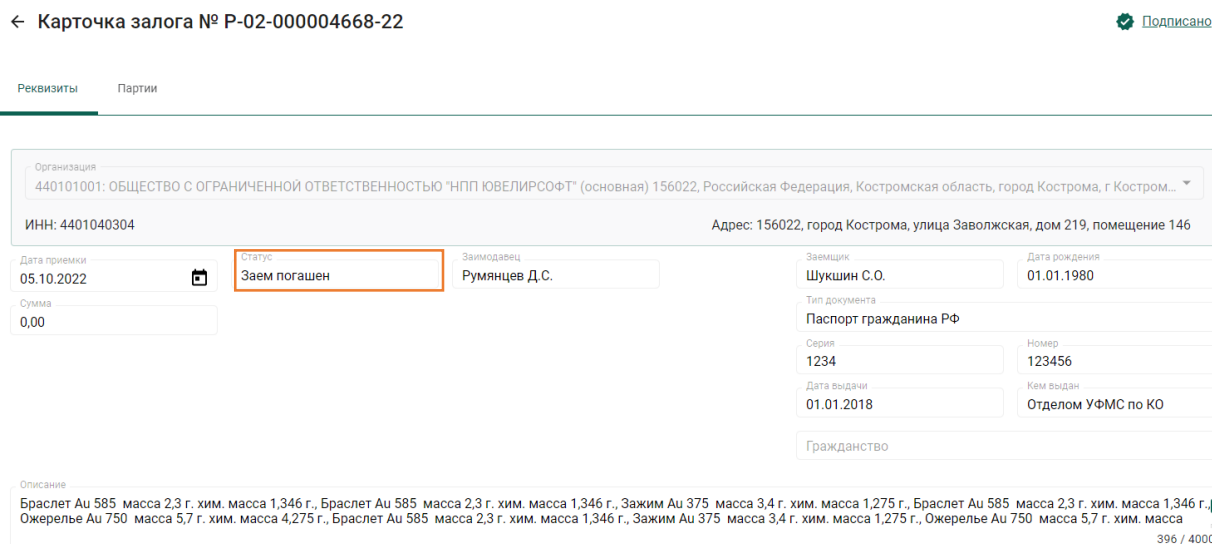 ← Карточка залога № Р-02-000004668-22
Подписано
Реквизиты Партии
Организация
440101001: ОБЩЕСТВО С ОГРАНИЧЕННОЙ ОТВЕТСТВЕННОСТЬЮ "НПП ЮВЕЛИРСОФТ" (основная) 156022, Российская Федерация, Костромская область, город Кострома, г Костром...
ИНН: 4401040304 Адрес: 156022, город Кострома, улица Заволжская, дом 219, помещение 146
Дата приемки Статус Заимодавец Заемщик Дата рождения
05.10.2022 Заем погашен Румянцев Д.С. Шукшин С.О. 01.01.1980
Сумма Тип документа
0,00 Паспорт гражданина РФ
Серия Номер
1234 123456
Дата выдачи Кем выдан
01.01.2018 Отделом УФМС по КО
Гражданство
Описание
Браслет Au 585 масса 2,3 г. хим. масса 1,346 г., Браслет Au 585 масса 2,3 г. хим. масса 1,346 г., Зажим Au 375 масса 3,4 г. хим. масса 1,275 г., Браслет Au 585 масса 2,3 г. хим. масса 1,346 г.,
Ожерелье Au 750 масса 5,7 г. хим. масса 4,275 г., Браслет Au 585 масса 2,3 г. хим. масса 1,346 г., Зажим Au 375 масса 3,4 г. хим. масса 1,275 г., Ожерелье Au 750 масса 5,7 г. хим. масса
396 / 4000